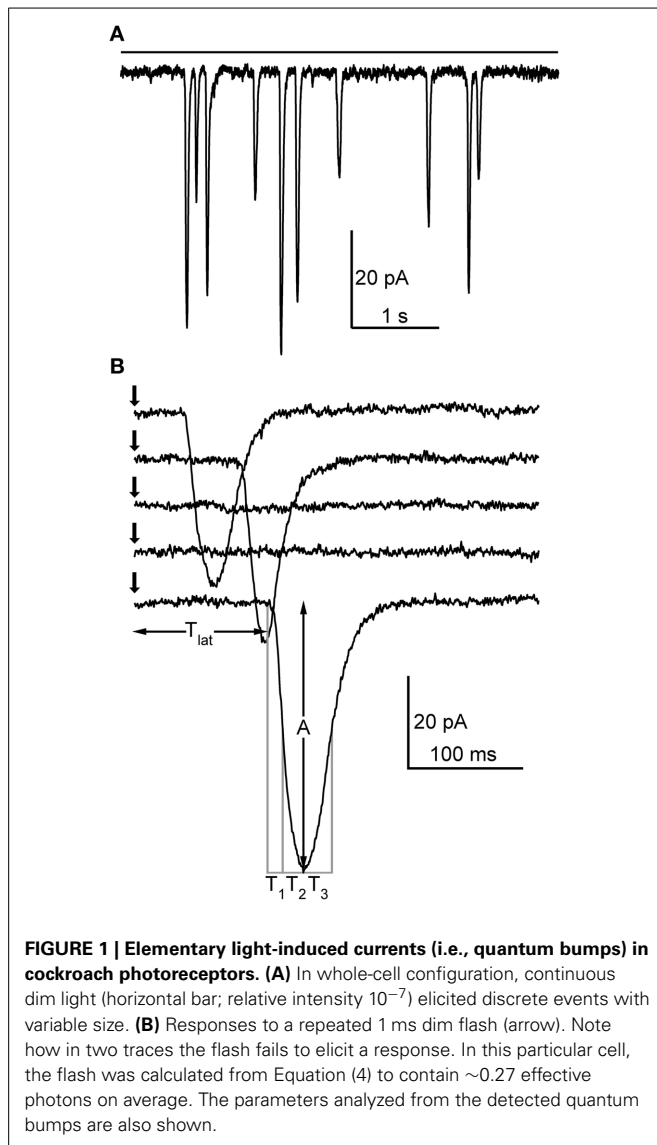 A
20 pA
1 s
B
T_lat
A
20 pA
100 ms
T₁ T₂ T₃
FIGURE 1 | Elementary light-induced currents (i.e., quantum bumps) in
cockroach photoreceptors. (A) In whole-cell configuration, continuous
dim light (horizontal bar; relative intensity 10⁻⁷) elicited discrete events with
variable size. (B) Responses to a repeated 1 ms dim flash (arrow). Note
how in two traces the flash fails to elicit a response. In this particular cell,
the flash was calculated from Equation (4) to contain ~0.27 effective
photons on average. The parameters analyzed from the detected quantum
bumps are also shown.